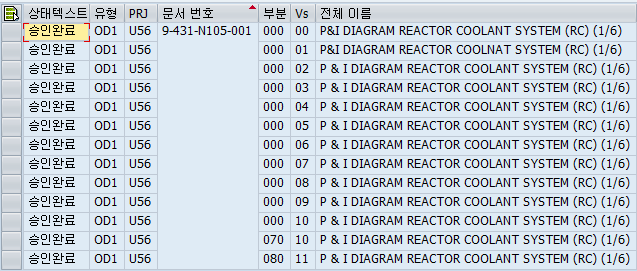 상태텍스트 유형 PRJ 문서 번호 부분 Vs 전체 이름
승인완료 OD1 U56 9-431-N105-001 000 00 P&I DIAGRAM REACTOR COOLANT SYSTEM (RC) (1/6)
승인완료 OD1 U56 000 01 P&I DIAGRAM REACTOR COOLNAT SYSTEM (RC) (1/6)
승인완료 OD1 U56 000 02 P & I DIAGRAM REACTOR COOLANT SYSTEM (RC) (1/6)
승인완료 OD1 U56 000 03 P & I DIAGRAM REACTOR COOLANT SYSTEM (RC) (1/6)
승인완료 OD1 U56 000 04 P & I DIAGRAM REACTOR COOLANT SYSTEM (RC) (1/6)
승인완료 OD1 U56 000 05 P & I DIAGRAM REACTOR COOLANT SYSTEM (RC) (1/6)
승인완료 OD1 U56 000 06 P & I DIAGRAM REACTOR COOLANT SYSTEM (RC) (1/6)
승인완료 OD1 U56 000 07 P & I DIAGRAM REACTOR COOLANT SYSTEM (RC) (1/6)
승인완료 OD1 U56 000 08 P & I DIAGRAM REACTOR COOLANT SYSTEM (RC) (1/6)
승인완료 OD1 U56 000 09 P & I DIAGRAM REACTOR COOLANT SYSTEM (RC) (1/6)
승인완료 OD1 U56 000 10 P & I DIAGRAM REACTOR COOLANT SYSTEM (RC) (1/6)
승인완료 OD1 U56 070 10 P & I DIAGRAM REACTOR COOLANT SYSTEM (RC) (1/6)
승인완료 OD1 U56 080 11 P & I DIAGRAM REACTOR COOLANT SYSTEM (RC) (1/6)